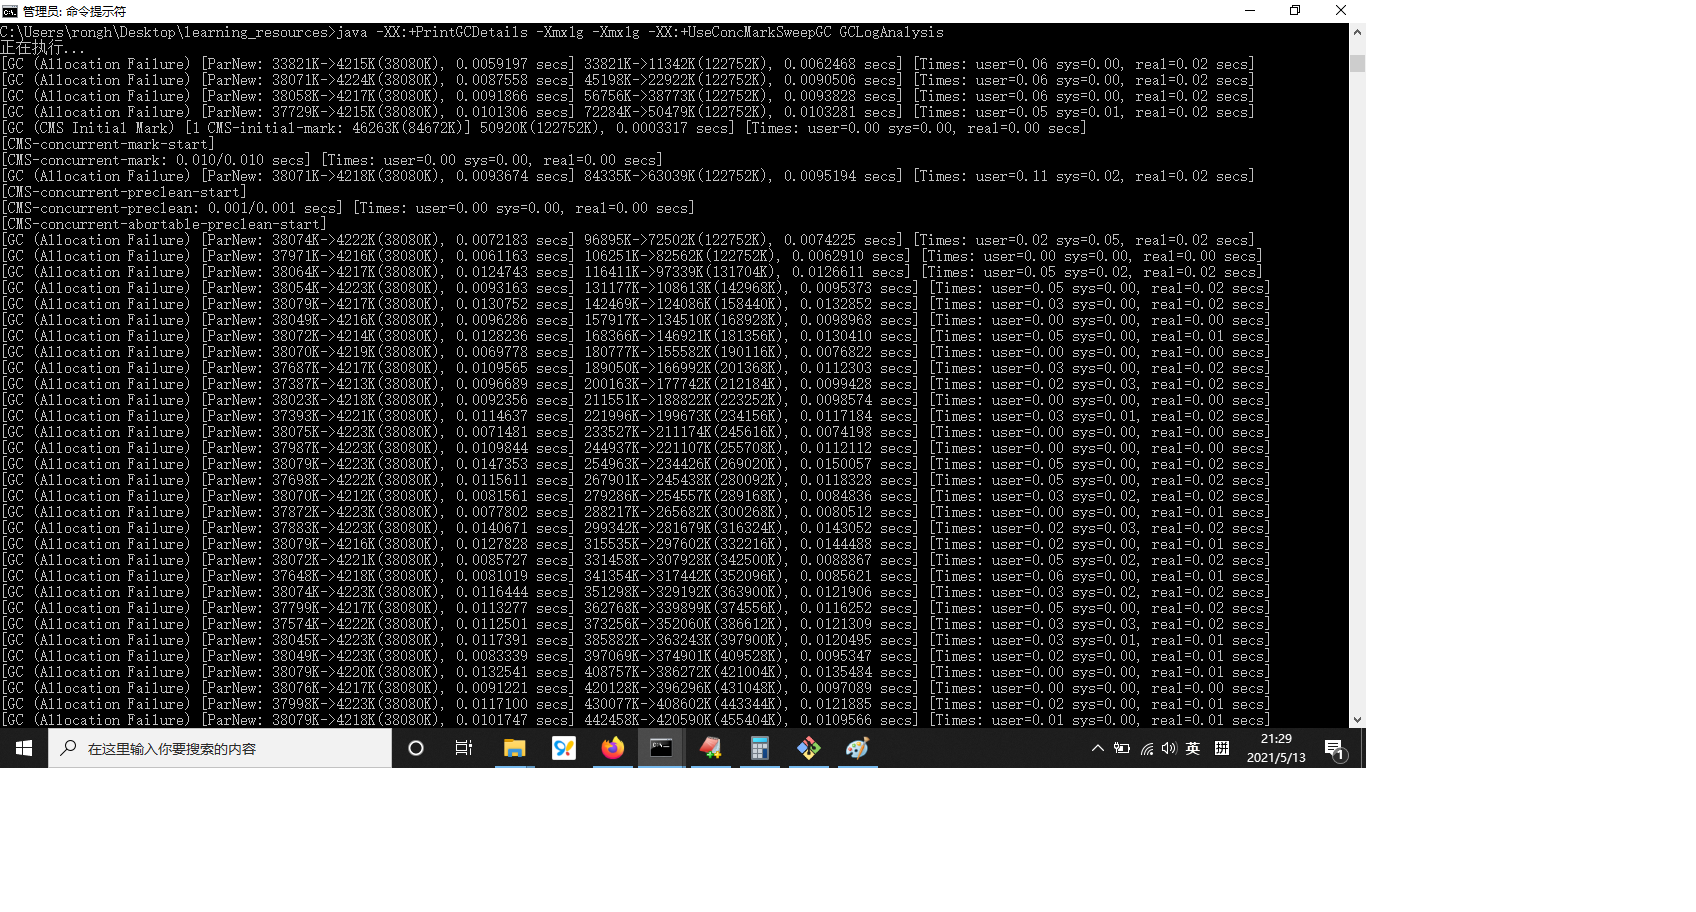 管理员: 命令提示符
C:\Users\rongh\Desktop\learning_resources>java -XX:+PrintGCDetails -Xmx1g -Xmx1g -XX:+UseConcMarkSweepGC GCLogAnalysis
正在执行...
[GC (Allocation Failure) [ParNew: 33821K->4215K(38080K), 0.0059197 secs] 33821K->11342K(122752K), 0.0062468 secs] [Times: user=0.06 sys=0.00, real=0.02 secs]
[GC (Allocation Failure) [ParNew: 38071K->4224K(38080K), 0.0087558 secs] 45198K->22922K(122752K), 0.0090506 secs] [Times: user=0.06 sys=0.00, real=0.02 secs]
[GC (Allocation Failure) [ParNew: 38058K->4217K(38080K), 0.0091866 secs] 56756K->38773K(122752K), 0.0093828 secs] [Times: user=0.06 sys=0.00, real=0.02 secs]
[GC (Allocation Failure) [ParNew: 37729K->4215K(38080K), 0.0101306 secs] 72284K->50479K(122752K), 0.0103281 secs] [Times: user=0.05 sys=0.01, real=0.02 secs]
[GC (CMS Initial Mark) [1 CMS-initial-mark: 46263K(84672K)] 50920K(122752K), 0.0003317 secs] [Times: user=0.00 sys=0.00, real=0.00 secs]
[CMS-concurrent-mark-start]
[CMS-concurrent-mark: 0.010/0.010 secs] [Times: user=0.00 sys=0.00, real=0.00 secs]
[GC (Allocation Failure) [ParNew: 38071K->4218K(38080K), 0.0093674 secs] 84335K->63039K(122752K), 0.0095194 secs] [Times: user=0.11 sys=0.02, real=0.02 secs]
[CMS-concurrent-preclean-start]
[CMS-concurrent-preclean: 0.001/0.001 secs] [Times: user=0.00 sys=0.00, real=0.00 secs]
[CMS-concurrent-abortable-preclean-start]
[GC (Allocation Failure) [ParNew: 38074K->4222K(38080K), 0.0072183 secs] 96895K->72502K(122752K), 0.0074225 secs] [Times: user=0.02 sys=0.05, real=0.02 secs]
[GC (Allocation Failure) [ParNew: 37971K->4216K(38080K), 0.0061163 secs] 106251K->82562K(122752K), 0.0062910 secs] [Times: user=0.00 sys=0.00, real=0.00 secs]
[GC (Allocation Failure) [ParNew: 38064K->4217K(38080K), 0.0124743 secs] 116411K->97339K(131704K), 0.0126611 secs] [Times: user=0.05 sys=0.02, real=0.02 secs]
[GC (Allocation Failure) [ParNew: 38054K->4223K(38080K), 0.0093163 secs] 131177K->108613K(142968K), 0.0095373 secs] [Times: user=0.05 sys=0.00, real=0.02 secs]
[GC (Allocation Failure) [ParNew: 38079K->4217K(38080K), 0.0130752 secs] 142469K->124086K(158440K), 0.0132852 secs] [Times: user=0.03 sys=0.00, real=0.02 secs]
[GC (Allocation Failure) [ParNew: 38049K->4216K(38080K), 0.0096286 secs] 157917K->134510K(168928K), 0.0098968 secs] [Times: user=0.00 sys=0.00, real=0.00 secs]
[GC (Allocation Failure) [ParNew: 38072K->4214K(38080K), 0.0128236 secs] 168366K->146921K(181356K), 0.0130410 secs] [Times: user=0.05 sys=0.00, real=0.01 secs]
[GC (Allocation Failure) [ParNew: 38070K->4219K(38080K), 0.0069778 secs] 180777K->155582K(190116K), 0.0076822 secs] [Times: user=0.00 sys=0.00, real=0.00 secs]
[GC (Allocation Failure) [ParNew: 37687K->4217K(38080K), 0.0109565 secs] 189050K->166992K(201368K), 0.0112303 secs] [Times: user=0.03 sys=0.00, real=0.02 secs]
[GC (Allocation Failure) [ParNew: 37387K->4213K(38080K), 0.0096689 secs] 200163K->177742K(212184K), 0.0099428 secs] [Times: user=0.02 sys=0.03, real=0.02 secs]
[GC (Allocation Failure) [ParNew: 38023K->4218K(38080K), 0.0092356 secs] 211551K->188822K(223252K), 0.0098574 secs] [Times: user=0.00 sys=0.00, real=0.00 secs]
[GC (Allocation Failure) [ParNew: 37393K->4221K(38080K), 0.0114637 secs] 221996K->199673K(234156K), 0.0117184 secs] [Times: user=0.03 sys=0.01, real=0.02 secs]
[GC (Allocation Failure) [ParNew: 38075K->4223K(38080K), 0.0071481 secs] 233527K->211174K(245616K), 0.0074198 secs] [Times: user=0.00 sys=0.00, real=0.00 secs]
[GC (Allocation Failure) [ParNew: 37987K->4223K(38080K), 0.0109844 secs] 244937K->221107K(255708K), 0.0112112 secs] [Times: user=0.00 sys=0.00, real=0.00 secs]
[GC (Allocation Failure) [ParNew: 38079K->4223K(38080K), 0.0147353 secs] 254963K->234426K(269020K), 0.0150057 secs] [Times: user=0.05 sys=0.00, real=0.02 secs]
[GC (Allocation Failure) [ParNew: 37698K->4222K(38080K), 0.0115611 secs] 267901K->245438K(280092K), 0.0118328 secs] [Times: user=0.05 sys=0.00, real=0.00 secs]
[GC (Allocation Failure) [ParNew: 38070K->4212K(38080K), 0.0081561 secs] 279286K->254557K(289168K), 0.0084836 secs] [Times: user=0.03 sys=0.02, real=0.02 secs]
[GC (Allocation Failure) [ParNew: 37872K->4223K(38080K), 0.0077802 secs] 288217K->265682K(300268K), 0.0080512 secs] [Times: user=0.00 sys=0.00, real=0.01 secs]
[GC (Allocation Failure) [ParNew: 37883K->4223K(38080K), 0.0140671 secs] 299342K->281679K(316324K), 0.0143052 secs] [Times: user=0.02 sys=0.03, real=0.02 secs]
[GC (Allocation Failure) [ParNew: 38079K->4216K(38080K), 0.0127828 secs] 315535K->297602K(332216K), 0.0144488 secs] [Times: user=0.02 sys=0.00, real=0.01 secs]
[GC (Allocation Failure) [ParNew: 38072K->4221K(38080K), 0.0085727 secs] 331458K->307928K(342500K), 0.0088867 secs] [Times: user=0.05 sys=0.02, real=0.02 secs]
[GC (Allocation Failure) [ParNew: 37648K->4218K(38080K), 0.0081019 secs] 341354K->317442K(352096K), 0.0085621 secs] [Times: user=0.06 sys=0.00, real=0.01 secs]
[GC (Allocation Failure) [ParNew: 38074K->4223K(38080K), 0.0116444 secs] 351298K->329192K(363900K), 0.0121906 secs] [Times: user=0.03 sys=0.02, real=0.02 secs]
[GC (Allocation Failure) [ParNew: 37799K->4217K(38080K), 0.0113277 secs] 362768K->339899K(374556K), 0.0116252 secs] [Times: user=0.05 sys=0.00, real=0.02 secs]
[GC (Allocation Failure) [ParNew: 37574K->4222K(38080K), 0.0112501 secs] 373256K->352060K(386612K), 0.0121309 secs] [Times: user=0.03 sys=0.03, real=0.02 secs]
[GC (Allocation Failure) [ParNew: 38045K->4223K(38080K), 0.0117391 secs] 385882K->363243K(397900K), 0.0120495 secs] [Times: user=0.03 sys=0.01, real=0.01 secs]
[GC (Allocation Failure) [ParNew: 38049K->4223K(38080K), 0.0083339 secs] 397069K->374901K(409528K), 0.0095347 secs] [Times: user=0.02 sys=0.00, real=0.01 secs]
[GC (Allocation Failure) [ParNew: 38079K->4220K(38080K), 0.0132541 secs] 408757K->386272K(421004K), 0.0135484 secs] [Times: user=0.00 sys=0.00, real=0.01 secs]
[GC (Allocation Failure) [ParNew: 38076K->4217K(38080K), 0.0091221 secs] 420128K->396296K(431048K), 0.0097089 secs] [Times: user=0.00 sys=0.00, real=0.00 secs]
[GC (Allocation Failure) [ParNew: 37998K->4223K(38080K), 0.0117100 secs] 430077K->408602K(443344K), 0.0121885 secs] [Times: user=0.02 sys=0.00, real=0.01 secs]
[GC (Allocation Failure) [ParNew: 38079K->4218K(38080K), 0.0101747 secs] 442458K->420590K(455404K), 0.0109566 secs] [Times: user=0.01 sys=0.00, real=0.01 secs]
在这里输入你要搜索的内容
英
拼
21:29
2021/5/13
1